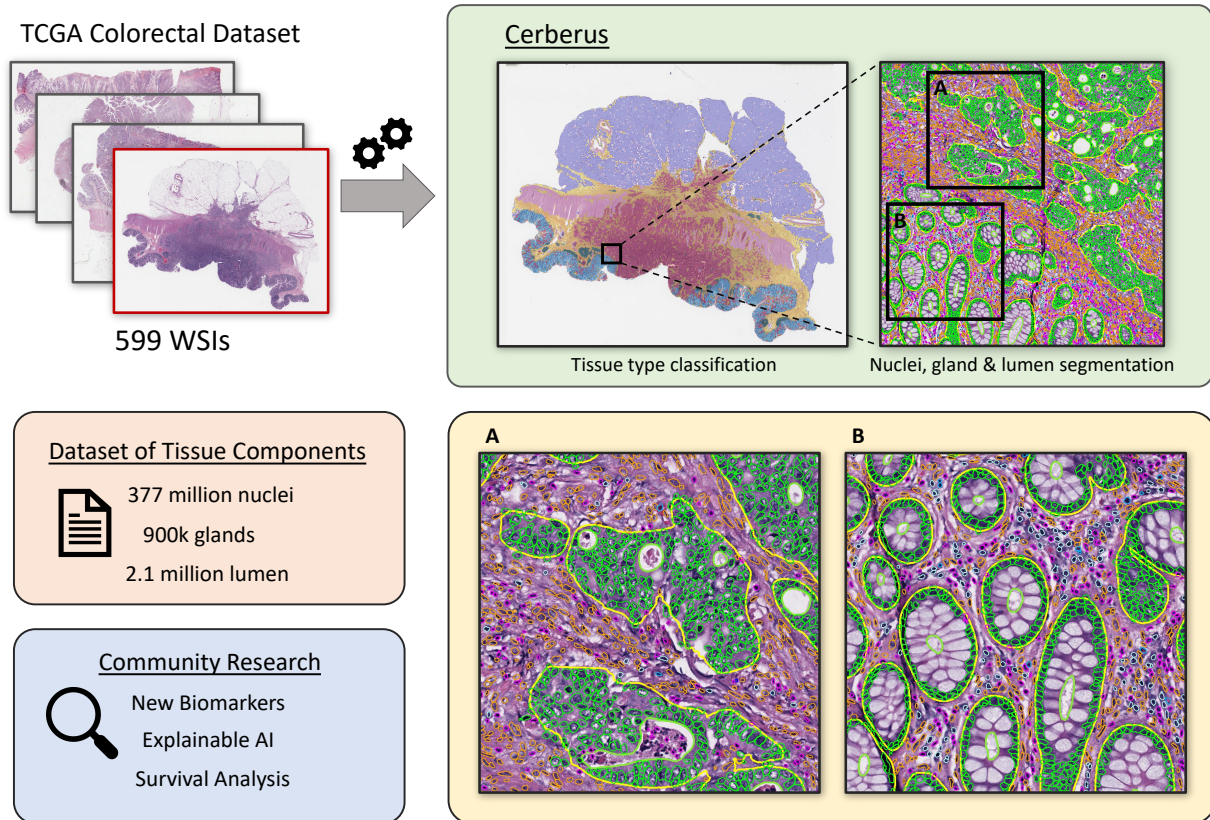 TCGA Colorectal Dataset
599 WSIs
Cerberus
A
B
Tissue type classification
Nuclei, gland & lumen segmentation
Dataset of Tissue Components
377 million nuclei
900k glands
2.1 million lumen
Community Research
New Biomarkers
Explainable AI
Survival Analysis
A
B